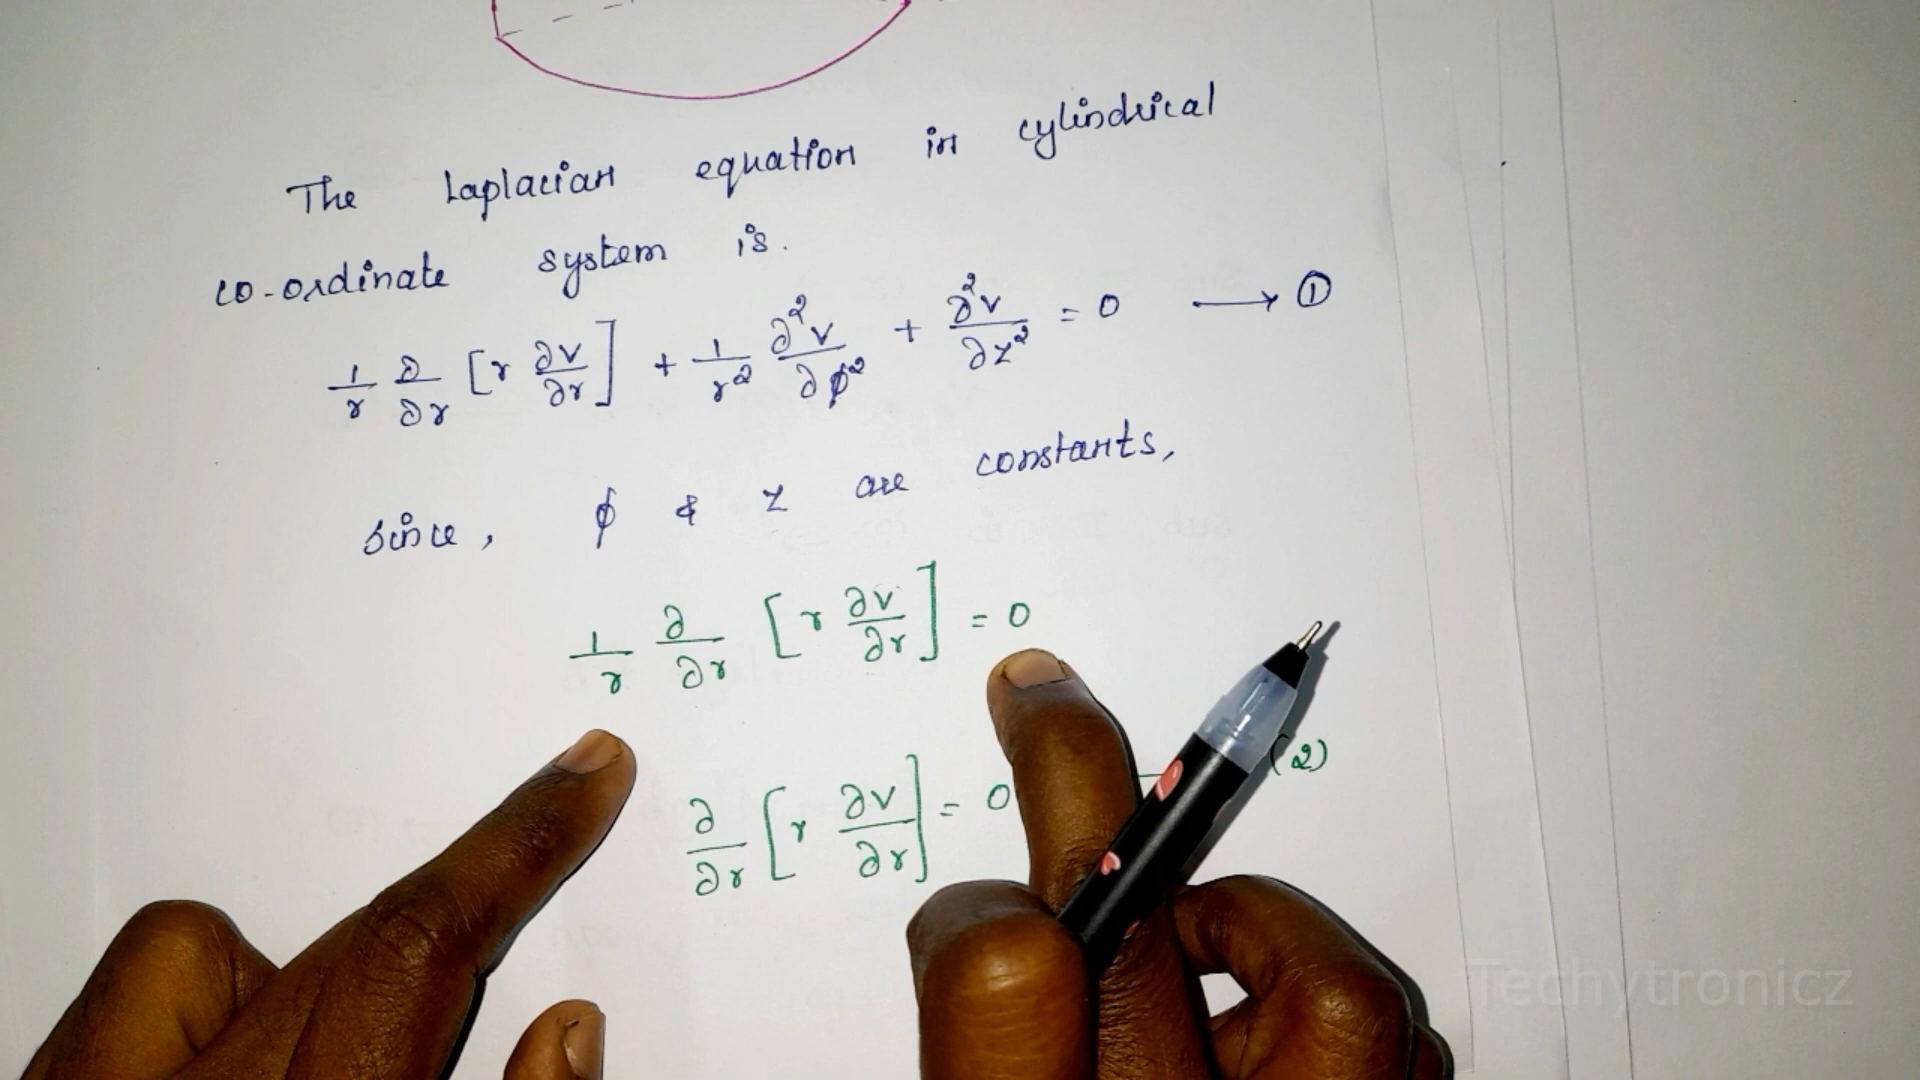 The Laplacian equation in cylindrical
co-ordinate system is.
1/r ∂/∂r [r ∂v/∂r] + 1/r² ∂²v/∂φ² + ∂²v/∂z² = 0 ⟶ ①
since, φ & z are constants,
1/r ∂/∂r [r ∂v/∂r] = 0
∂/∂r [r ∂v/∂r] = 0 (2)
Techytronicz